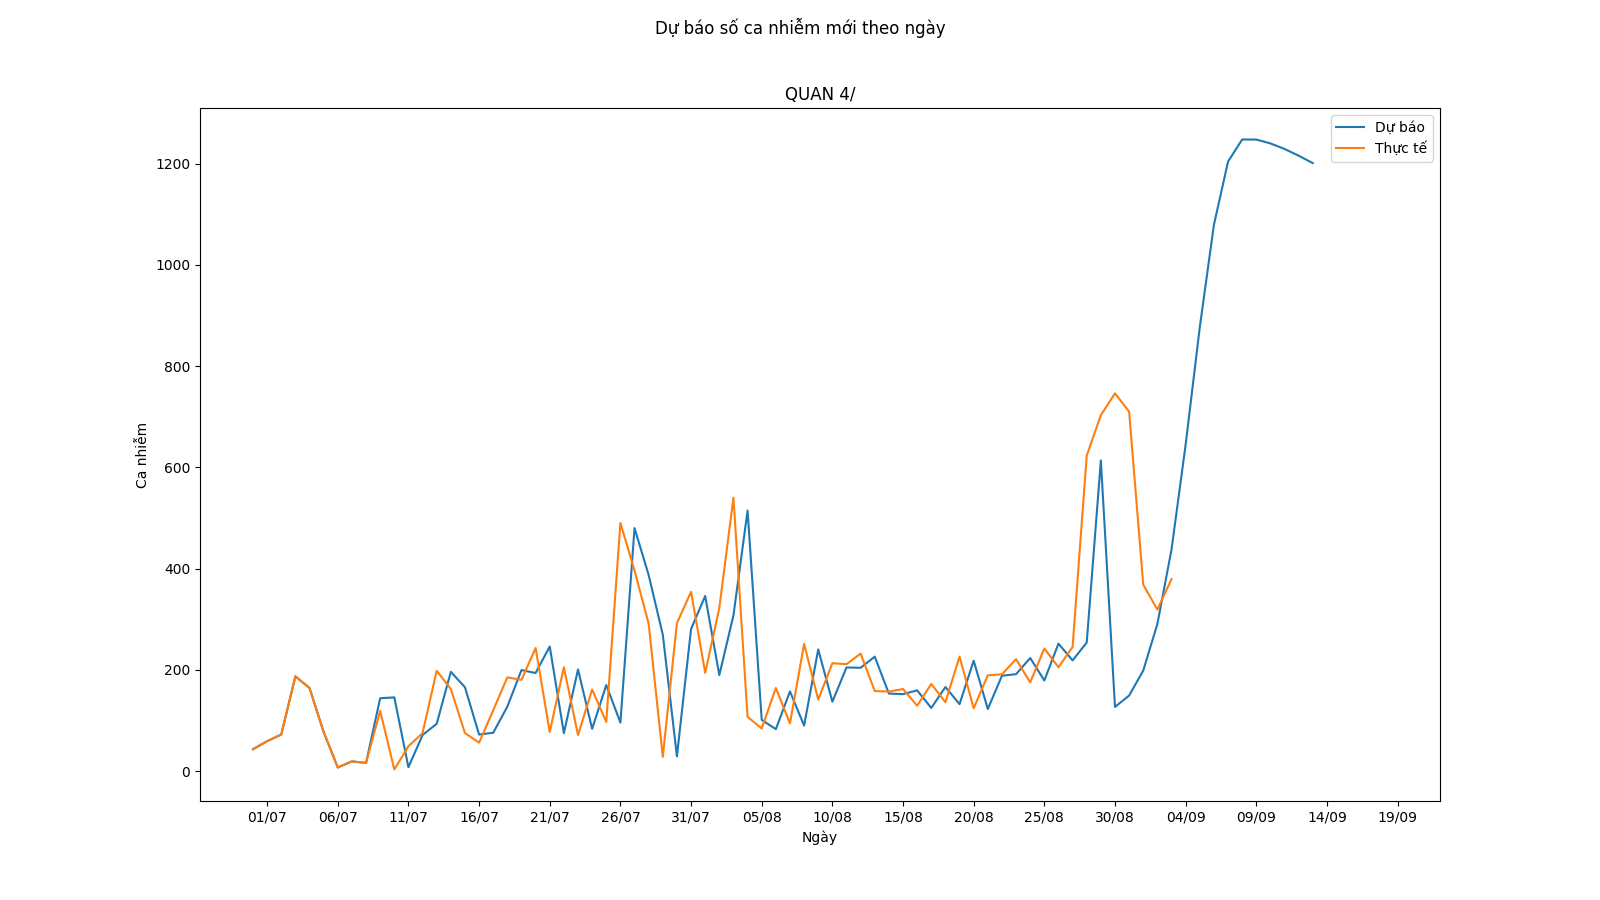 Dự báo số ca nhiễm mới theo ngày
QUAN 4/
Dự báo
Thực tế
1200
1000
800
600
400
200
0
Ca nhiễm
01/07 06/07 11/07 16/07 21/07 26/07 31/07 05/08 10/08 15/08 20/08 25/08 30/08 04/09 09/09 14/09 19/09
Ngày